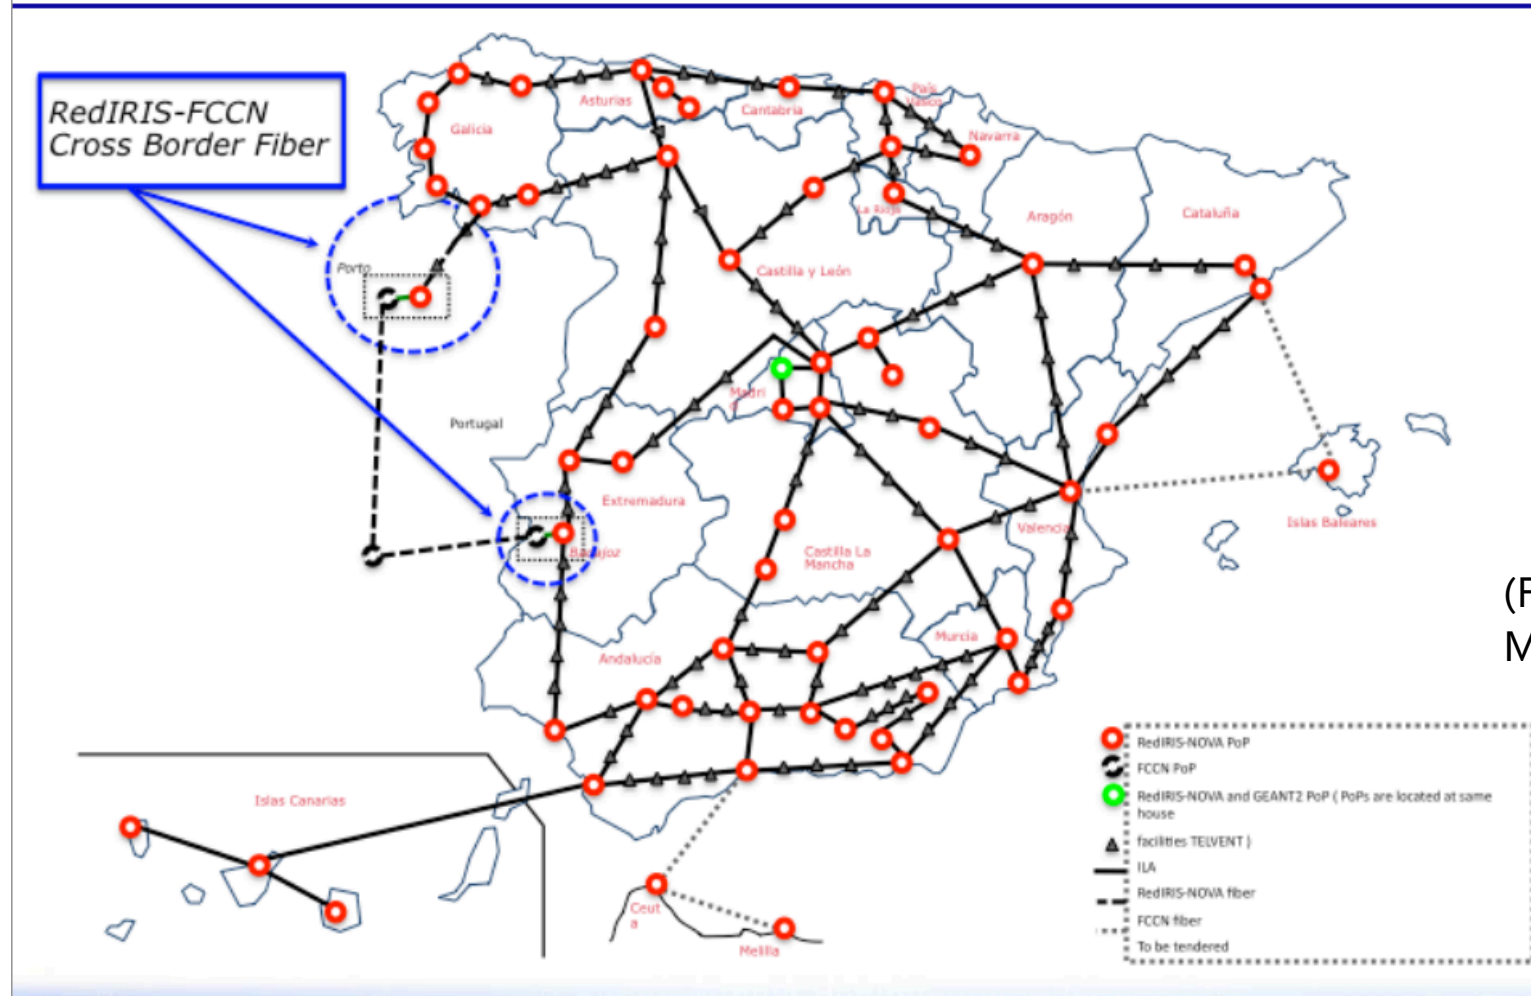 RedIRIS-FCCN
Cross Border Fiber
Asturias
Cantabria
País
Vasco
Navarra
Galicia
La Rioja
Aragón
Cataluña
Porto
Castilla y León
Madri
d
Portugal
Extremadura
Badajoz
Castilla La
Mancha
Valencia
Islas Baleares
(F
M
Andalucía
Murcia
Islas Canarias
Ceut
a
Melilla
RedIRIS-NOVA PoP
FCCN PoP
RedIRIS-NOVA and GEANT2 PoP ( PoPs are located at same
house
facilities TELVENT )
ILA
RedIRIS-NOVA fiber
FCCN fiber
To be tendered